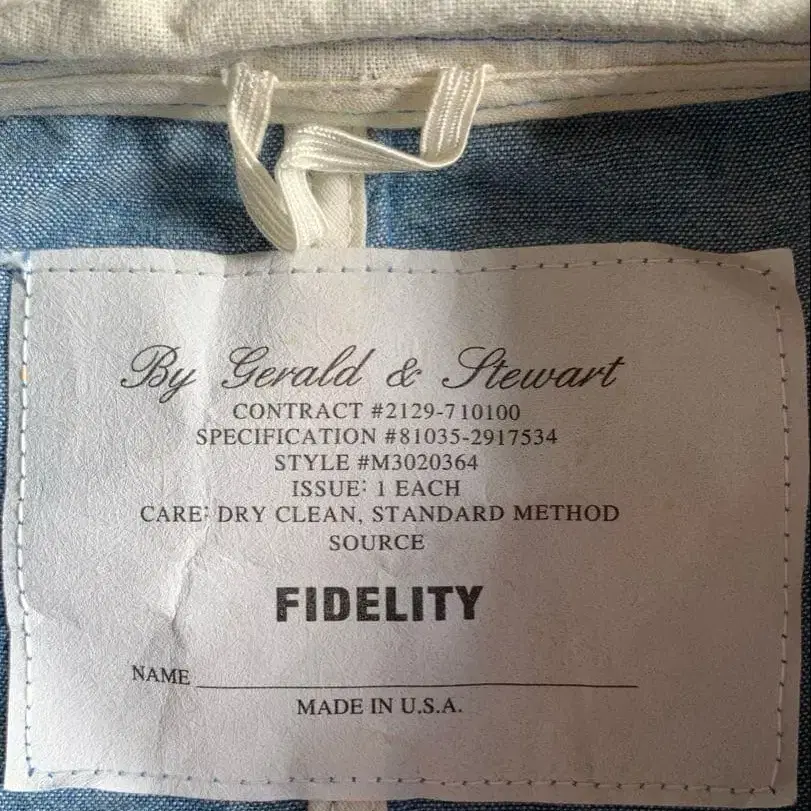 By Gerald & Stewart
CONTRACT #2129-710100
SPECIFICATION #81035-2917534
STYLE #M3020364
ISSUE: 1 EACH
CARE: DRY CLEAN, STANDARD METHOD
SOURCE
FIDELITY
NAME
MADE IN U.S.A.